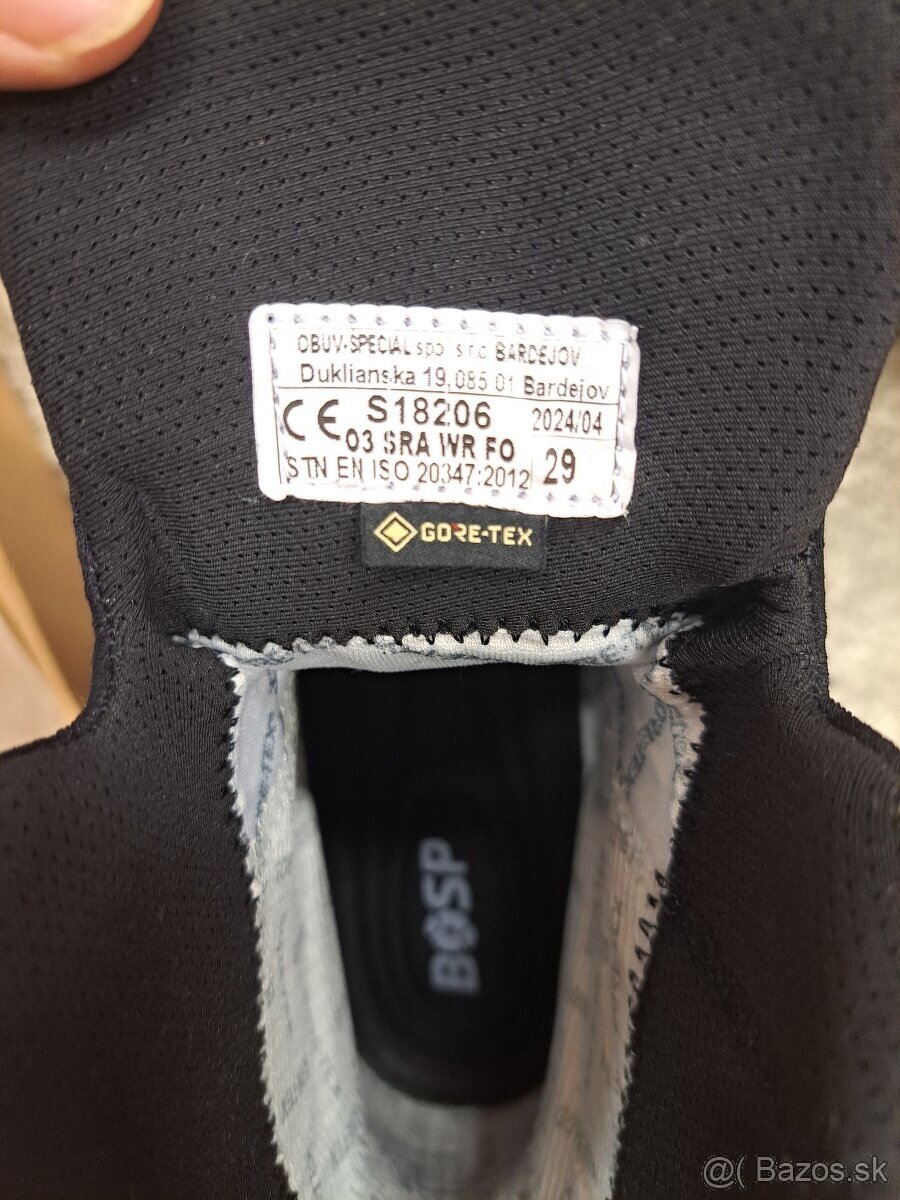 OBUV-SPECIAL spol s r.o BARDEJOV
Duklianska 19, 085 01 Bardejov
CE S18206 2024/04
03 SRA WR FO 29
STN EN ISO 20347:2012
GORE-TEX
BØSP
@( Bazos.sk